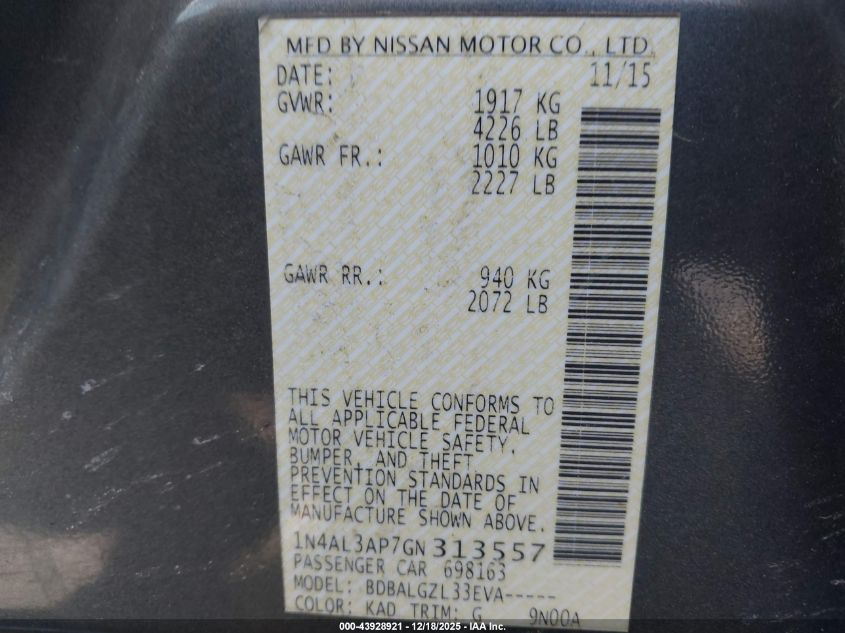 MFD BY NISSAN MOTOR CO., LTD.
DATE: 11/15
GVWR: 1917 KG
4226 LB
GAWR FR.: 1010 KG
2227 LB
GAWR RR.: 940 KG
2072 LB
THIS VEHICLE CONFORMS TO
ALL APPLICABLE FEDERAL
MOTOR VEHICLE SAFETY,
BUMPER, AND THEFT
PREVENTION STANDARDS IN
EFFECT ON THE DATE OF
MANUFACTURE SHOWN ABOVE.
1N4AL3AP7GN313557
PASSENGER CAR 698163
MODEL: BDBALGZL33EVA-----
COLOR: KAD TRIM: G 9N00A
000-43928921 - 12/18/2025 - IAA Inc.